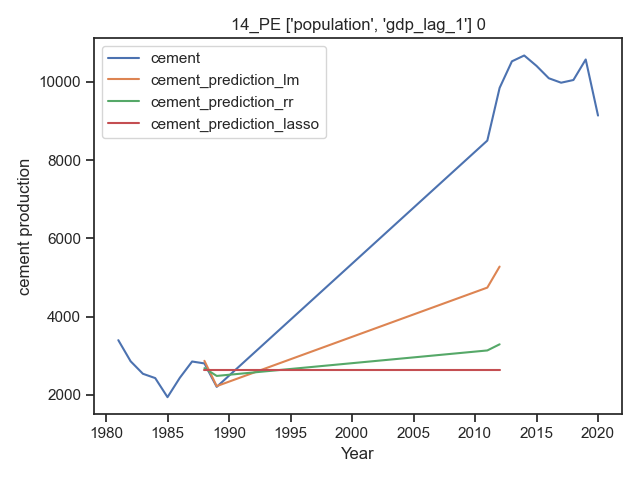 14_PE ['population', 'gdp_lag_1'] 0
cement
cement_prediction_lm
cement_prediction_rr
cement_prediction_lasso
cement production
10000
8000
6000
4000
2000
1980 1985 1990 1995 2000 2005 2010 2015 2020
Year